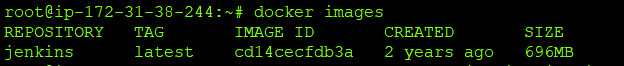 root@ip-172-31-38-244:~# docker images
REPOSITORY TAG IMAGE ID CREATED SIZE
jenkins latest cd14cecfdb3a 2 years ago 696MB